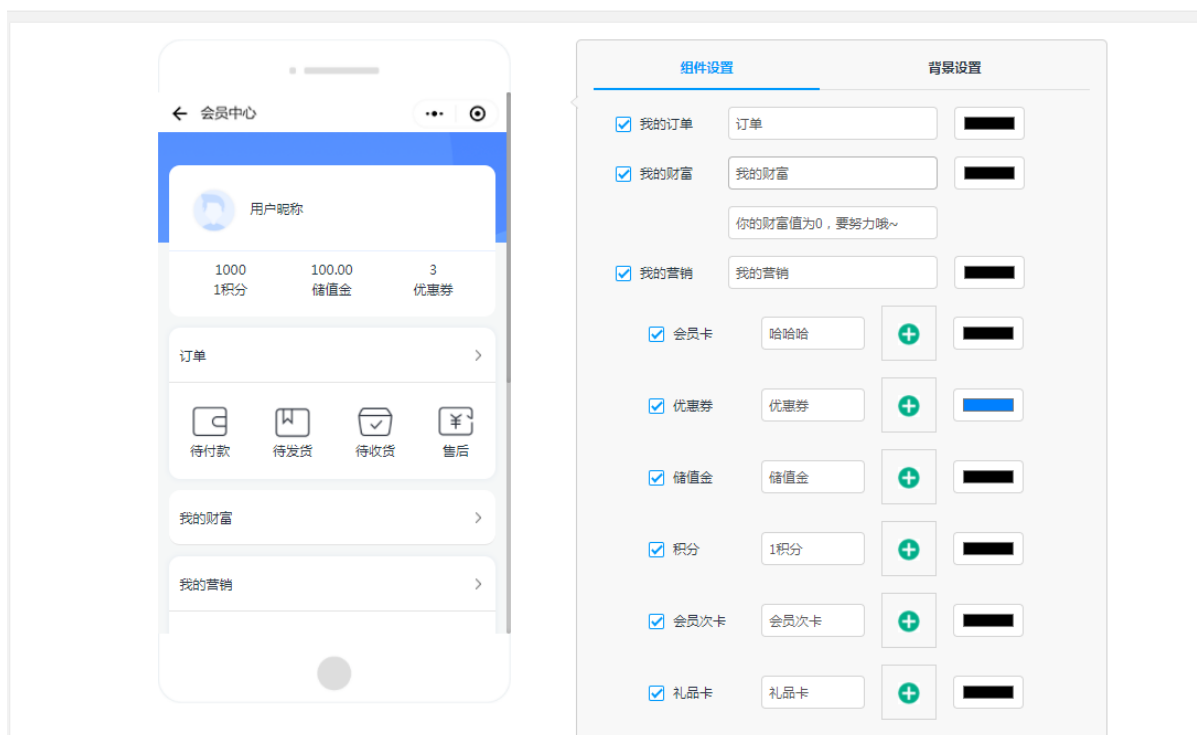 会员中心
用户昵称
1000 100.00 3
1积分 储值金 优惠券
订单
待付款 待发货 待收货 售后
我的财富
我的营销
组件设置 背景设置
我的订单 订单
我的财富 我的财富
你的财富值为0，要努力哦~
我的营销 我的营销
会员卡 哈哈哈
优惠券 优惠券
储值金 储值金
积分 1积分
会员次卡 会员次卡
礼品卡 礼品卡